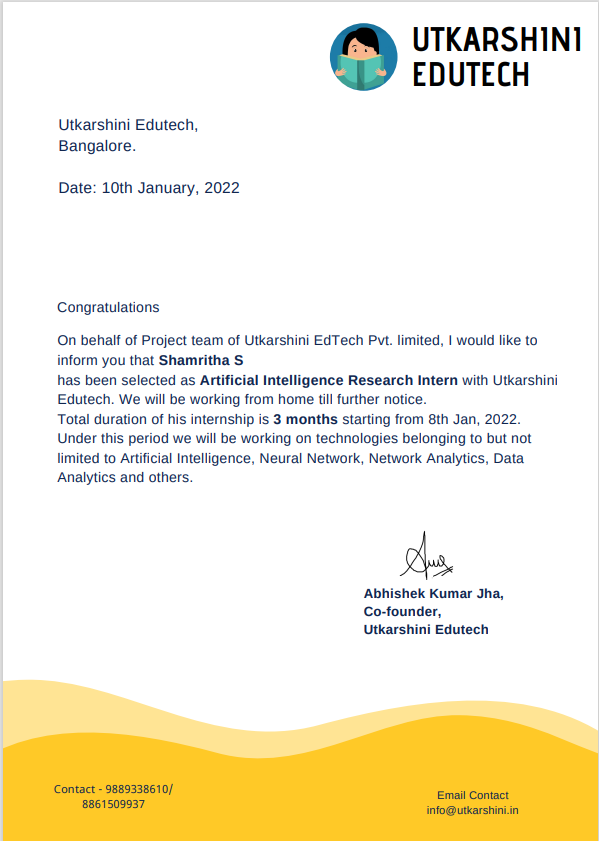 UTKARSHINI
EDUTECH
Utkarshini Edutech,
Bangalore.
Date: 10th January, 2022
Congratulations
On behalf of Project team of Utkarshini EdTech Pvt. limited, I would like to
inform you that Shamritha S
has been selected as Artificial Intelligence Research Intern with Utkarshini
Edutech. We will be working from home till further notice.
Total duration of his internship is 3 months starting from 8th Jan, 2022.
Under this period we will be working on technologies belonging to but not
limited to Artificial Intelligence, Neural Network, Network Analytics, Data
Analytics and others.
Abhishek Kumar Jha,
Co-founder,
Utkarshini Edutech
Contact - 9889338610/
8861509937
Email Contact
info@utkarshini.in